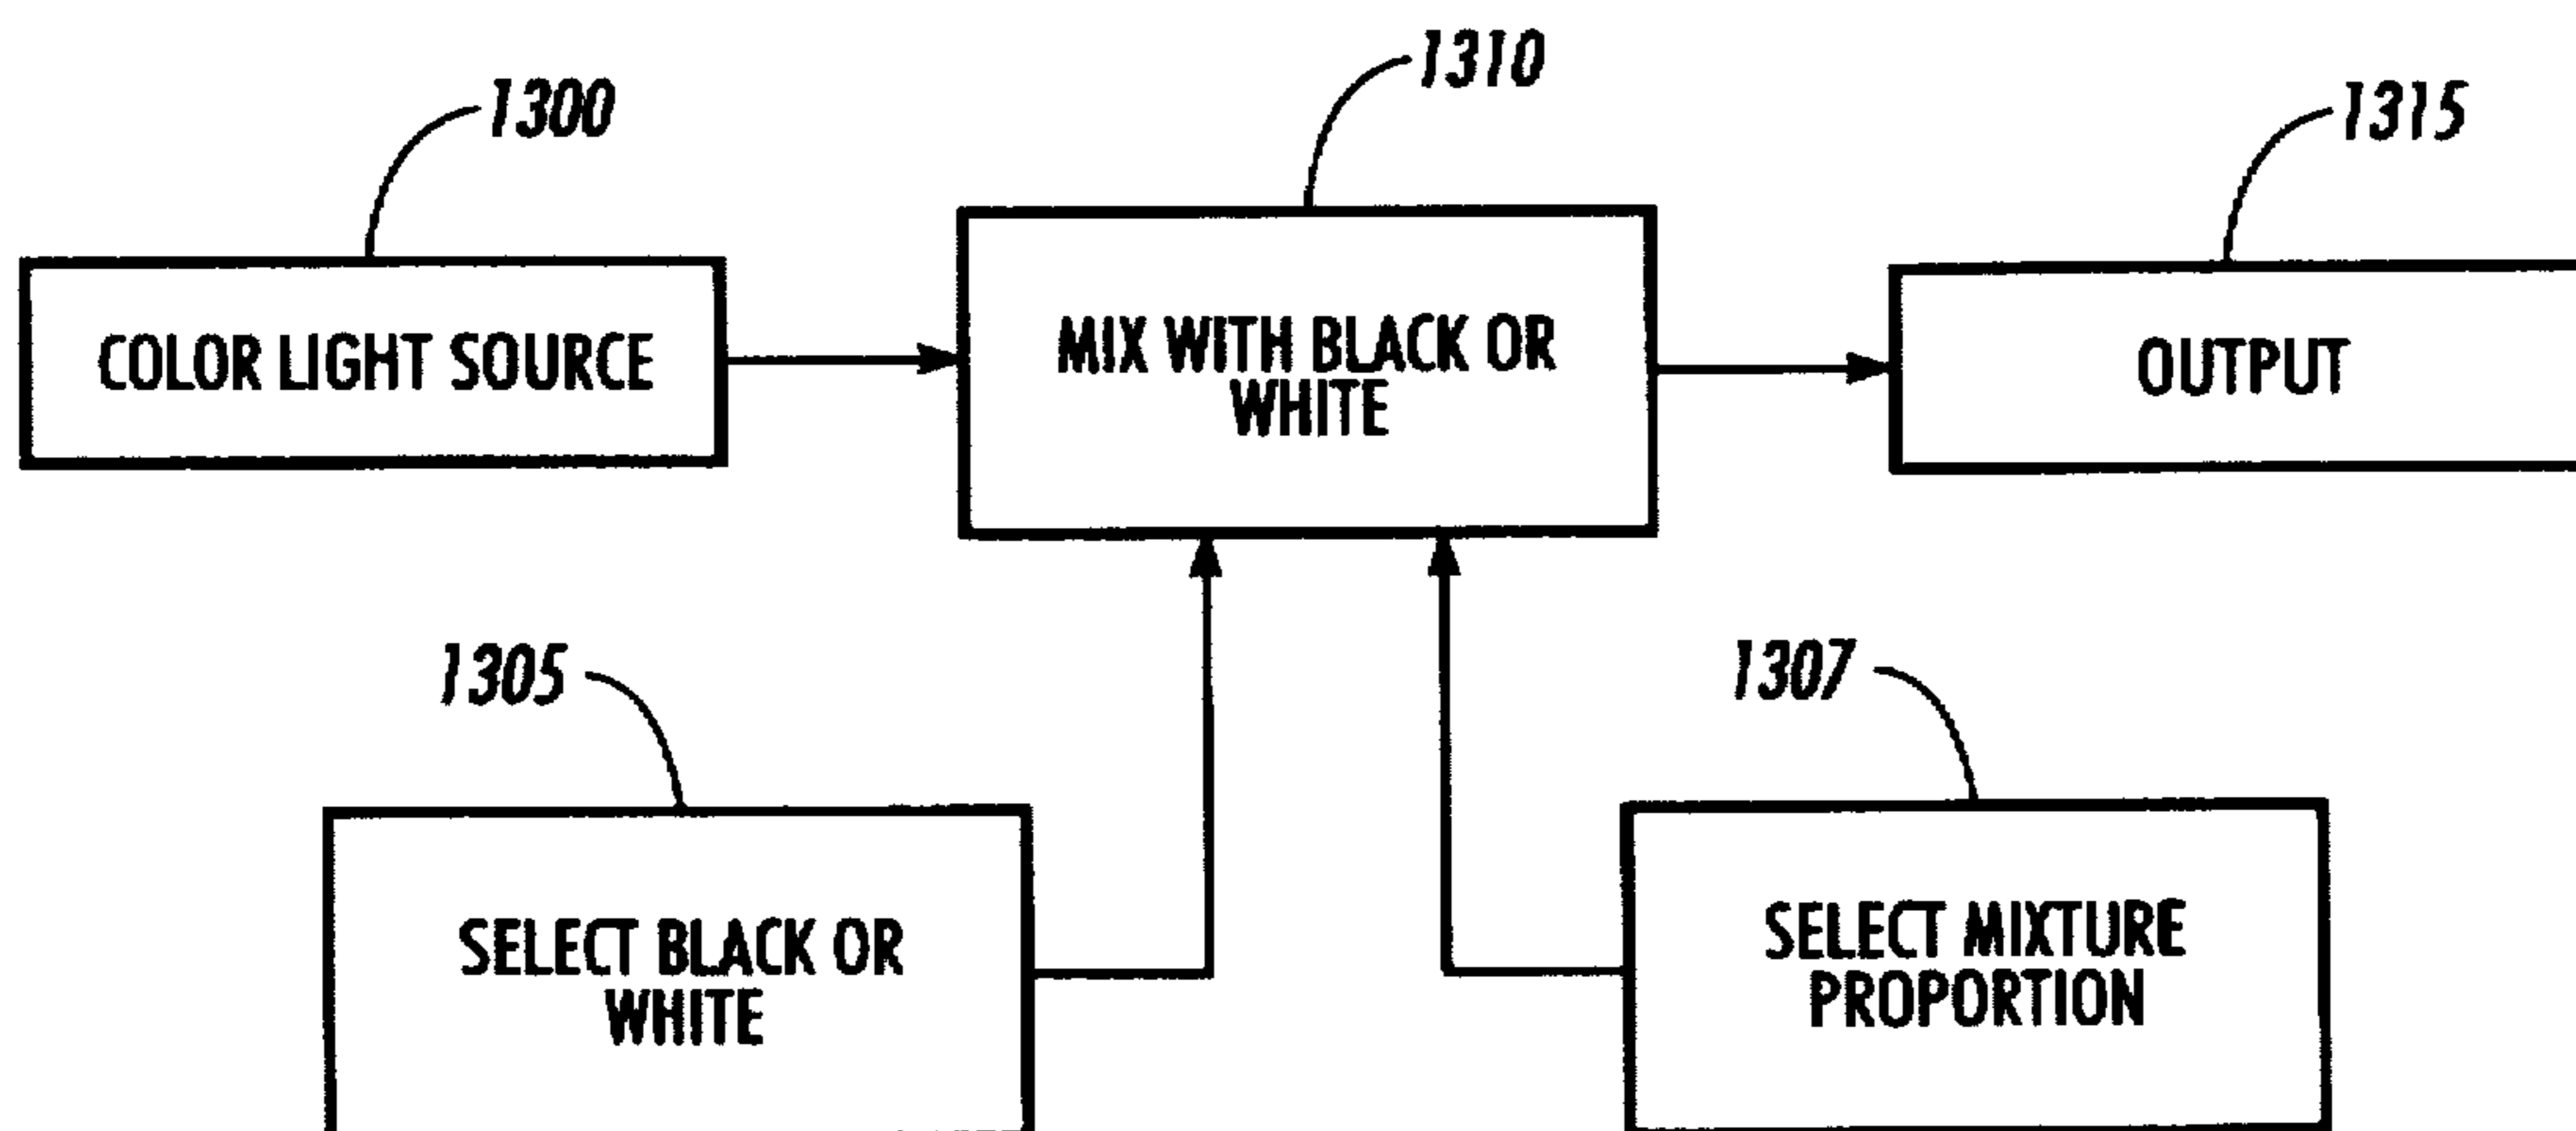 1300
1310
1315
COLOR LIGHT SOURCE
MIX WITH BLACK OR
WHITE
OUTPUT
1305
1307
SELECT BLACK OR
WHITE
SELECT MIXTURE
PROPORTION